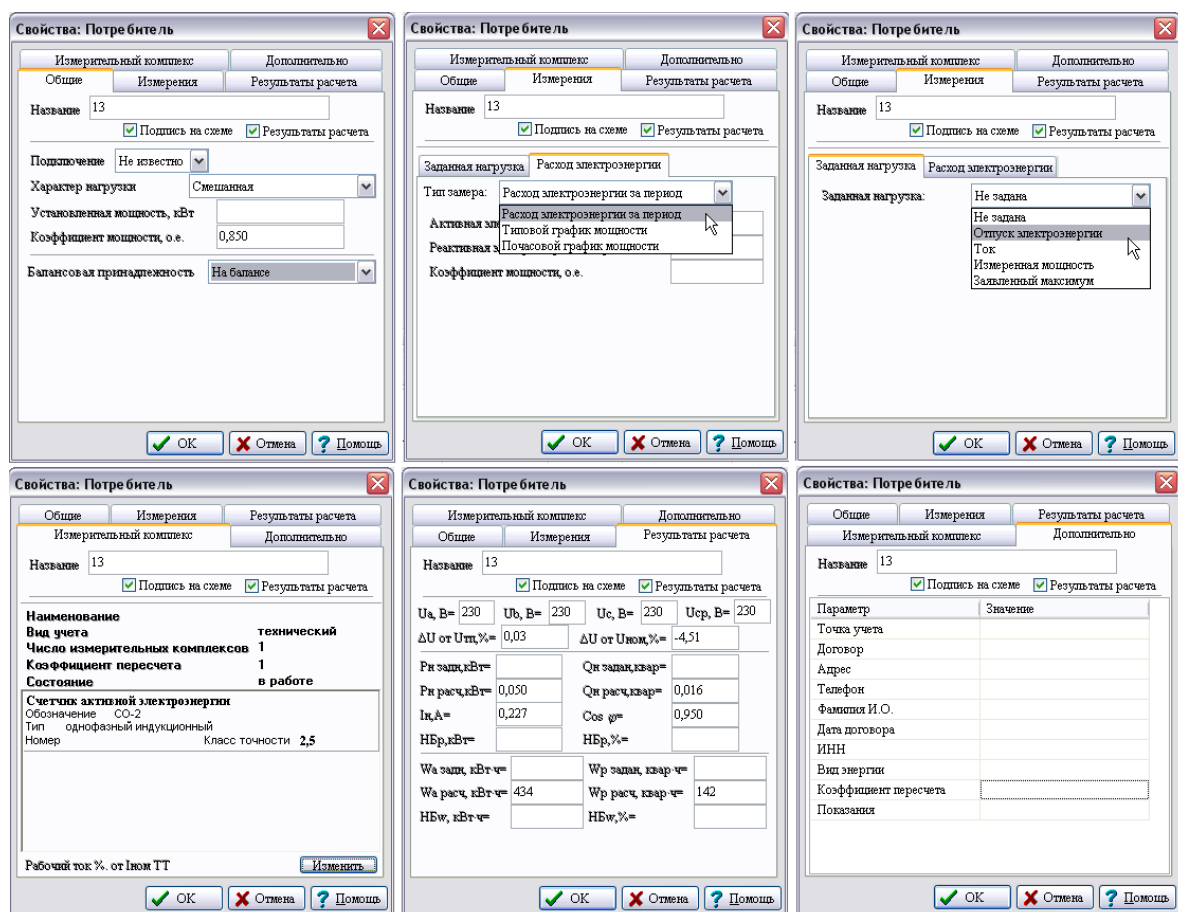 Свойства: Потребитель
Измерительный комплекс Дополнительно
Общие Измерения Результаты расчета
Название 13
Подпись на схеме Результаты расчета
Подключение Не известно
Характер нагрузки Смешанная
Установленная мощность, кВт
Коэффициент мощности, о.е. 0,850
Балансовая принадлежность На балансе
OK Отмена Помощь
Свойства: Потребитель
Измерительный комплекс Дополнительно
Общие Измерения Результаты расчета
Название 13
Подпись на схеме Результаты расчета
Заданная нагрузка Расход электроэнергии
Тип замера: Расход электроэнергии за период
Расход электроэнергии за период
Активная
Типовой график мощности
Реактивная
Почасовой график мощности
Коэффициент мощности, о.е.
OK Отмена Помощь
Свойства: Потребитель
Измерительный комплекс Дополнительно
Общие Измерения Результаты расчета
Название 13
Подпись на схеме Результаты расчета
Заданная нагрузка Расход электроэнергии
Заданная нагрузка: Не задана
Не задана
Отпуск электроэнергии
Ток
Измеренная мощность
Заявленный максимум
OK Отмена Помощь
Свойства: Потребитель
Общие Измерения Результаты расчета
Измерительный комплекс Дополнительно
Название 13
Подпись на схеме Результаты расчета
Наименование
Вид учета технический
Число измерительных комплексов 1
Коэффициент пересчета 1
Состояние в работе
Счетчик активной электроэнергии
Обозначение СО-2
Тип однофазный индукционный
Номер Класс точности 2,5
Рабочий ток %. от Iном ТТ Изменить
OK Отмена Помощь
Свойства: Потребитель
Измерительный комплекс Дополнительно
Общие Измерения Результаты расчета
Название 13
Подпись на схеме Результаты расчета
Ua, В= 230 Ub, В= 230 Uc, В= 230 Uср, В= 230
ΔU от Uтп,%= 0,03 ΔU от Uном,%= -4,51
Рн задн,кВт= Qн задан,квар=
Рн расч,кВт= 0,050 Qн расч,квар= 0,016
Iн,А= 0,227 Cos φ= 0,950
НБр,кВт= НБр,%=
Wa задн, кВт·ч= Wр задан, квар·ч=
Wa расч, кВт·ч= 434 Wр расч, квар·ч= 142
НБw, кВт·ч= НБw,%=
OK Отмена Помощь
Свойства: Потребитель
Общие Измерения Результаты расчета
Измерительный комплекс Дополнительно
Название 13
Подпись на схеме Результаты расчета
Параметр Значение
Точка учета
Договор
Адрес
Телефон
Фамилия И.О.
Дата договора
ИНН
Вид энергии
Коэффициент пересчета
Показания
OK Отмена Помощь